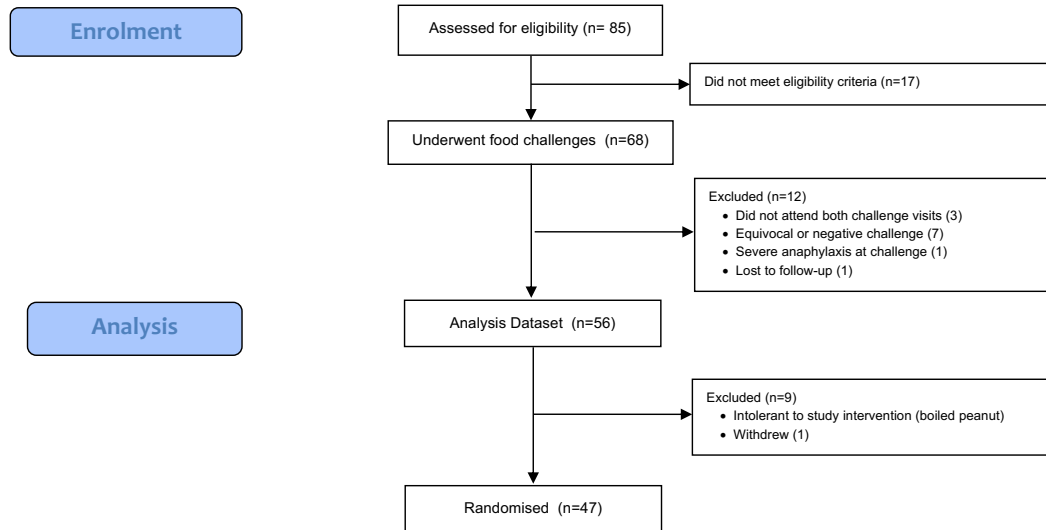 Enrolment
Assessed for eligibility (n= 85)
Did not meet eligibility criteria (n=17)
Underwent food challenges (n=68)
Excluded (n=12)
• Did not attend both challenge visits (3)
• Equivocal or negative challenge (7)
• Severe anaphylaxis at challenge (1)
• Lost to follow-up (1)
Analysis
Analysis Dataset (n=56)
Excluded (n=9)
• Intolerant to study intervention (boiled peanut)
• Withdrew (1)
Randomised (n=47)